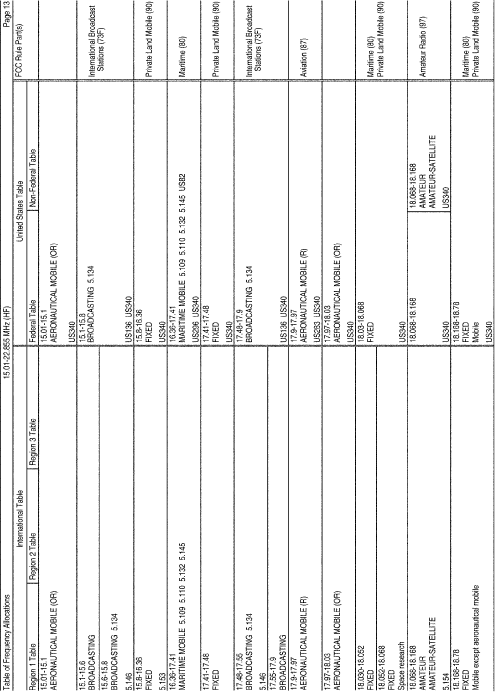 Table of Frequency Allocations 15.01-22.855 MHz (HF) Page 13
International Table United States Table FCC Rule Part(s)
Region 1 Table Region 2 Table Region 3 Table Federal Table Non-Federal Table
15.01-15.1
AERONAUTICAL MOBILE (OR)
15.01-15.1
AERONAUTICAL MOBILE (OR)
US340
15.1-15.6
BROADCASTING
15.6-15.8
BROADCASTING 5.134
5.146
15.1-15.8
BROADCASTING 5.134
US136 US340
International Broadcast
Stations (73F)
15.8-16.36
FIXED
5.153
15.8-16.36
FIXED
US340
Private Land Mobile (90)
16.36-17.41
MARITIME MOBILE 5.109 5.110 5.132 5.145
16.36-17.41
MARITIME MOBILE 5.109 5.110 5.132 5.145 US82
US296 US340
Maritime (80)
17.41-17.48
FIXED
17.41-17.48
FIXED
US340
Private Land Mobile (90)
17.48-17.55
BROADCASTING 5.134
5.146
17.55-17.9
BROADCASTING
17.48-17.9
BROADCASTING 5.134
US136 US340
International Broadcast
Stations (73F)
17.9-17.97
AERONAUTICAL MOBILE (R)
17.9-17.97
AERONAUTICAL MOBILE (R)
US283 US340
Aviation (87)
17.97-18.03
AERONAUTICAL MOBILE (OR)
17.97-18.03
AERONAUTICAL MOBILE (OR)
US340
18.030-18.052
FIXED
18.052-18.068
FIXED
Space research
18.03-18.068
FIXED
US340
Maritime (80)
Private Land Mobile (90)
18.068-18.168
AMATEUR
AMATEUR-SATELLITE
5.154
18.068-18.168
US340
18.068-18.168
AMATEUR
AMATEUR-SATELLITE
US340
Amateur Radio (97)
18.168-18.78
FIXED
Mobile except aeronautical mobile
18.168-18.78
FIXED
Mobile
US340
Maritime (80)
Private Land Mobile (90)